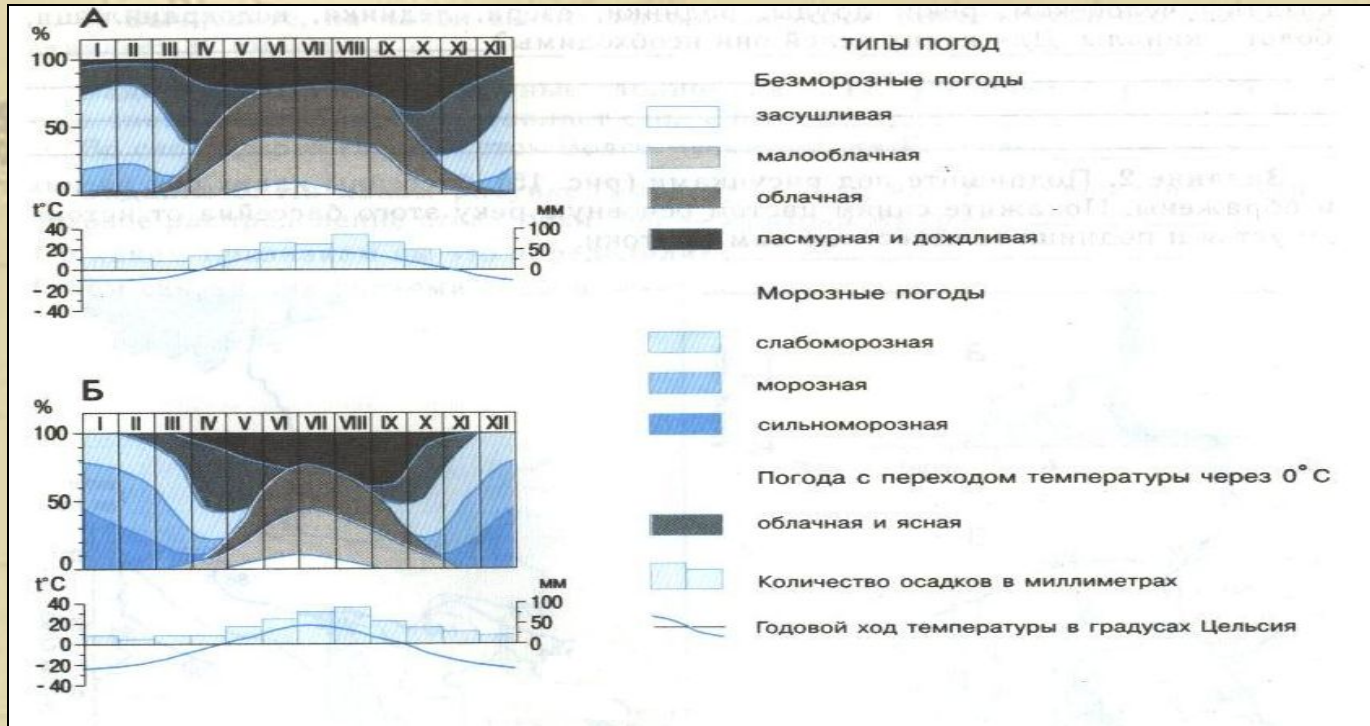 А
%
I II III IV V VI VII VIII IX X XI XII
100
50
0
t°C
мм
40
20
0
-20
-40
100
50
0
Б
%
I II III IV V VI VII VIII IX X XI XII
100
50
0
t°C
мм
40
20
0
-20
-40
100
50
0
ТИПЫ ПОГОД
Безморозные погоды
засушливая
малооблачная
облачная
пасмурная и дождливая
Морозные погоды
слабоморозная
морозная
сильноморозная
Погода с переходом температуры через 0°С
облачная и ясная
Количество осадков в миллиметрах
Годовой ход температуры в градусах Цельсия